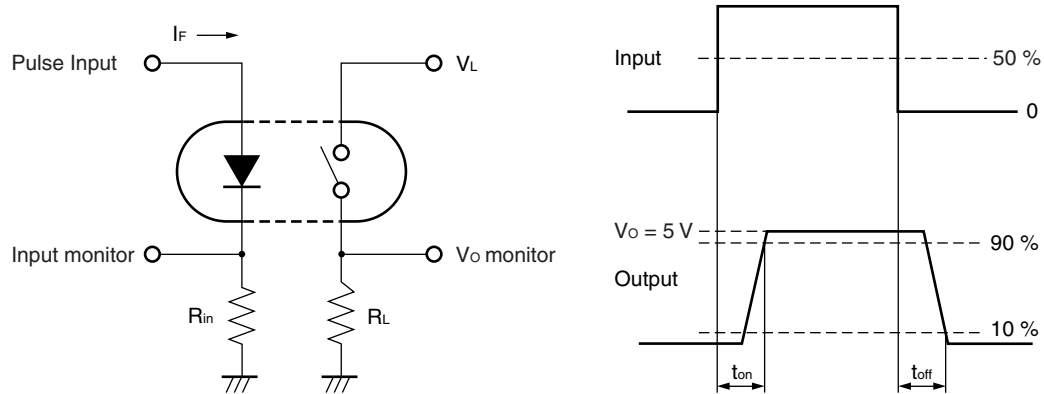 IF
Pulse Input
VL
Input monitor
VO monitor
Rin
RL
Input
50 %
0
VO = 5 V
90 %
Output
10 %
ton
toff